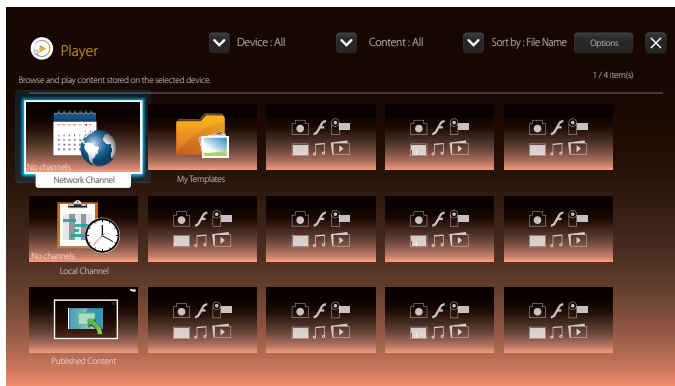 Player
Device : All
Content : All
Sort by : File Name
Options
Browse and play content stored on the selected device.
1 / 4 item(s)
No channels
Network Channel
My Templates
No channels
Local Channel
Published Content